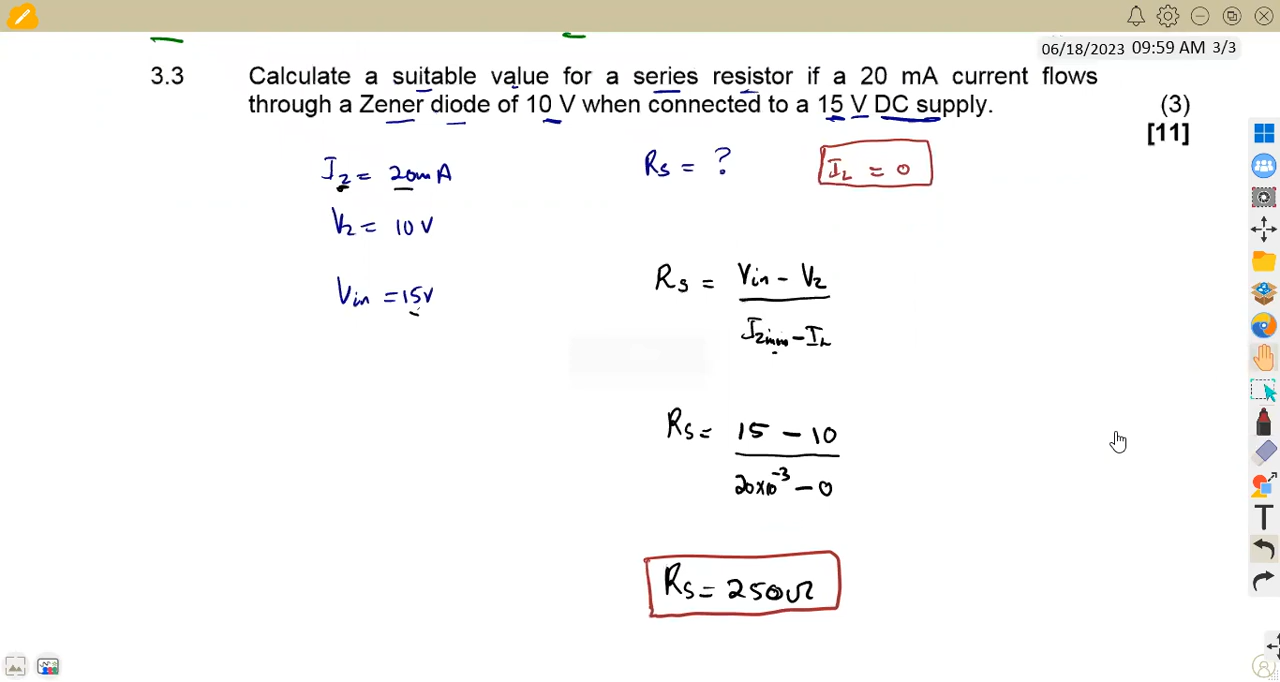 06/18/2023 09:59 AM 3/3
3.3 Calculate a suitable value for a series resistor if a 20 mA current flows
through a Zener diode of 10 V when connected to a 15 V DC supply. (3)
[11]
Iz = 20mA Rs = ? IL = 0
Vz = 10V
Vin = 15V
Rs = Vin - Vz
Izmin - IL
Rs = 15 - 10
20x10^-3 - 0
Rs = 250Ω
T